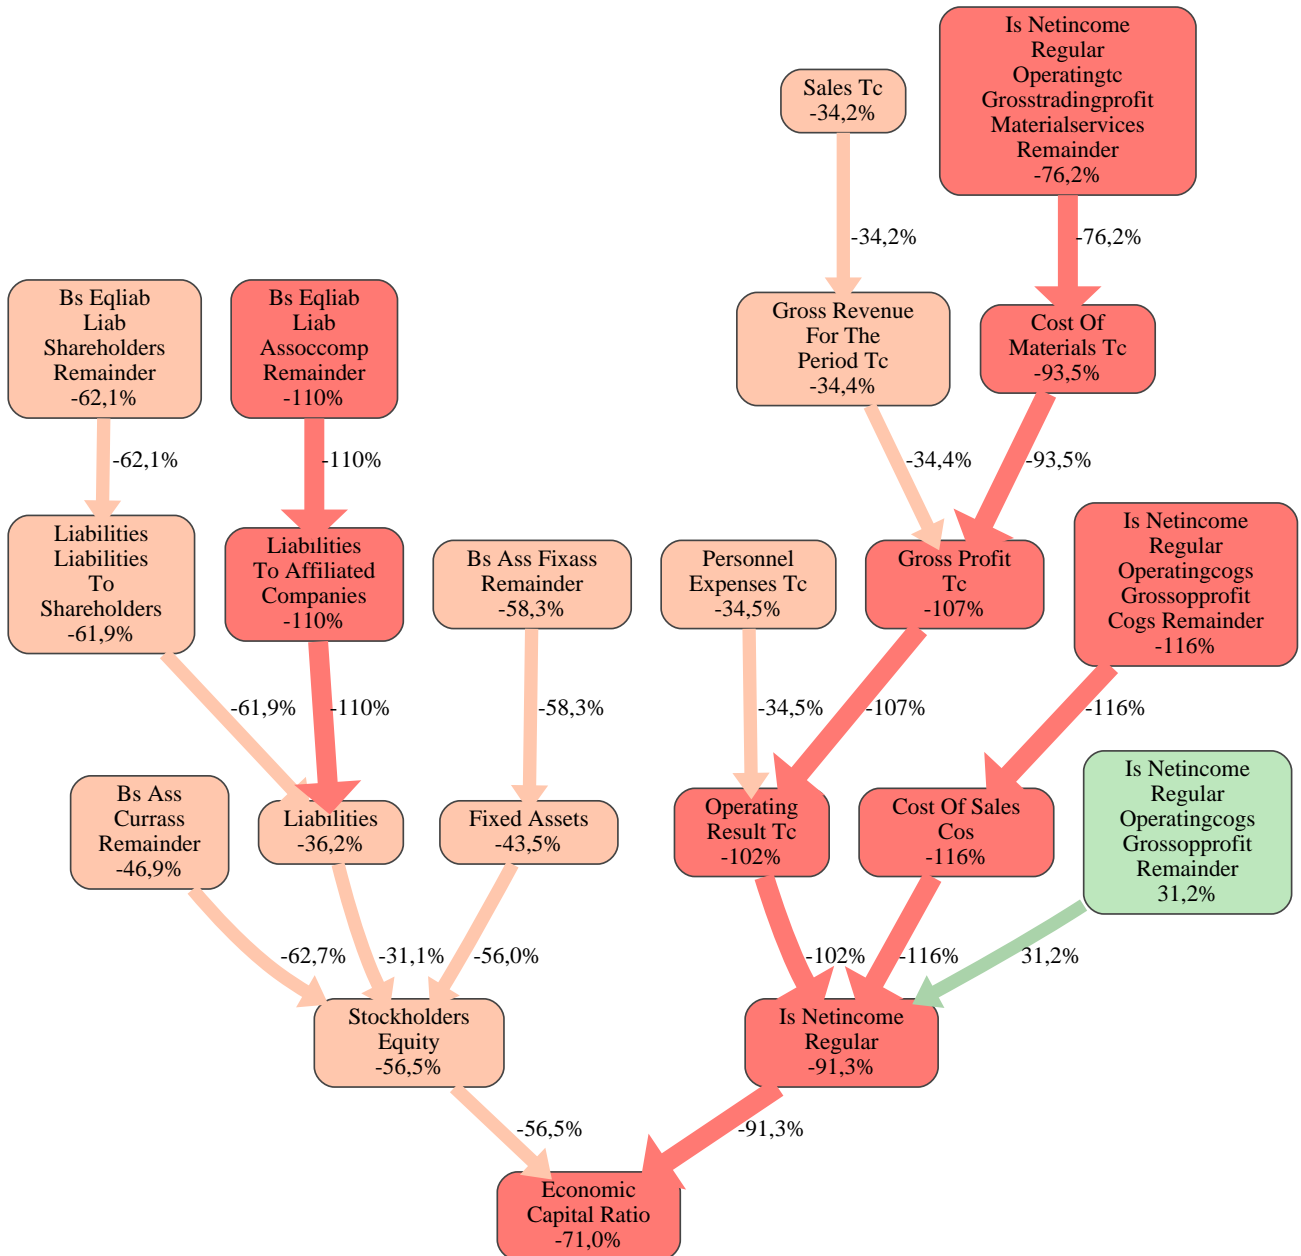 Is Netincome
Regular
Operatingtc
Grosstradingprofit
Materialservices
Remainder
-76,2%
Sales Tc
-34,2%
-34,2%
-76,2%
Bs Eqliab
Liab
Shareholders
Remainder
-62,1%
Bs Eqliab
Liab
Assoccomp
Remainder
-110%
Gross Revenue
For The
Period Tc
-34,4%
Cost Of
Materials Tc
-93,5%
-62,1%
-110%
-34,4%
-93,5%
Liabilities
Liabilities
To
Shareholders
-61,9%
Liabilities
To Affiliated
Companies
-110%
Bs Ass Fixass
Remainder
-58,3%
Personnel
Expenses Tc
-34,5%
Gross Profit
Tc
-107%
Is Netincome
Regular
Operatingcogs
Grossopprofit
Cogs Remainder
-116%
-61,9%
-110%
-58,3%
-34,5%
-107%
-116%
Bs Ass
Currass
Remainder
-46,9%
Liabilities
-36,2%
Fixed Assets
-43,5%
Operating
Result Tc
-102%
Cost Of Sales
Cos
-116%
Is Netincome
Regular
Operatingcogs
Grossopprofit
Remainder
31,2%
-62,7%
-31,1%
-56,0%
-102%
-116%
31,2%
Stockholders
Equity
-56,5%
Is Netincome
Regular
-91,3%
-56,5%
-91,3%
Economic
Capital Ratio
-71,0%